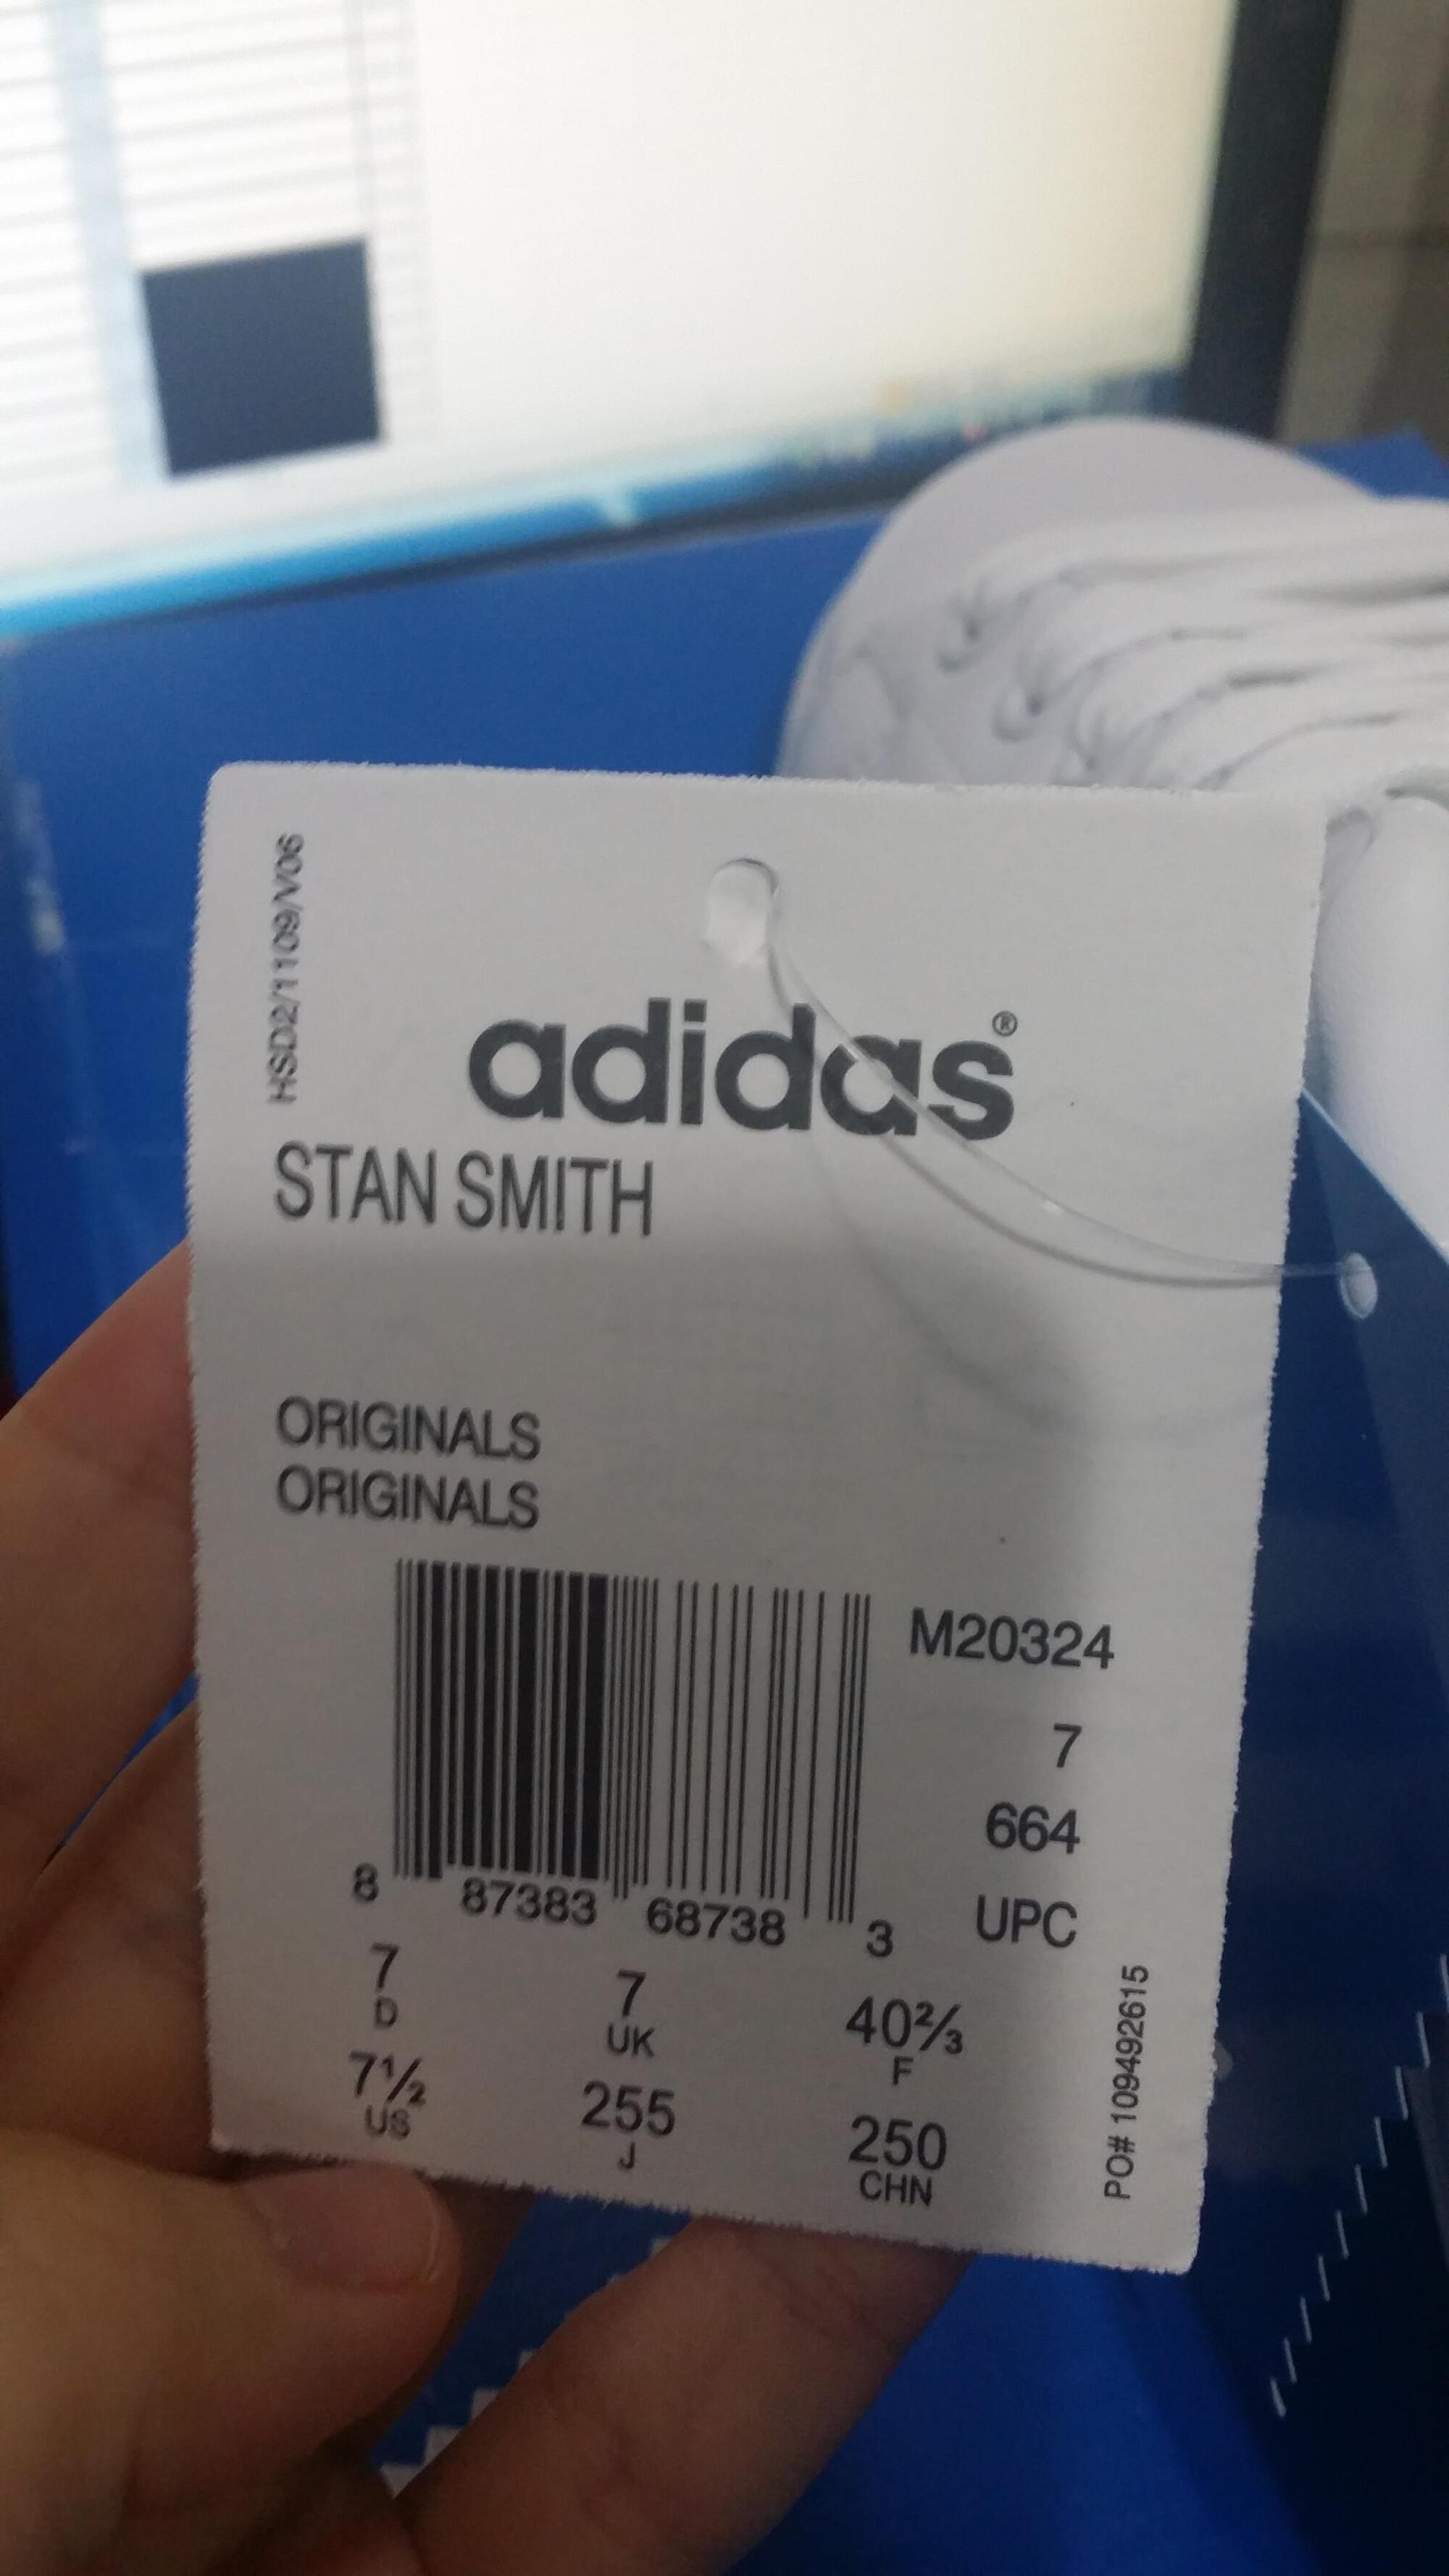 HSD2/1109/V06
adidas®
STAN SMITH
ORIGINALS
ORIGINALS
M20324
7
664
UPC
8 87383 68738 3
7 7 40⅔
D UK F
7½ 255 250
US J CHN
PO# 109492615